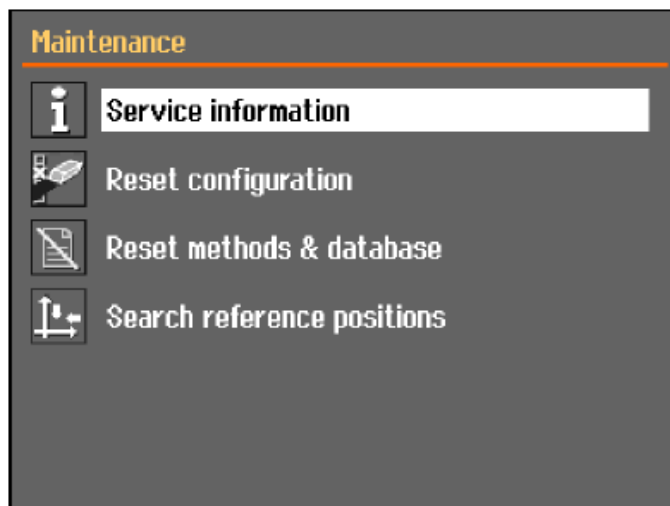 Maintenance
Service information
Reset configuration
Reset methods & database
Search reference positions